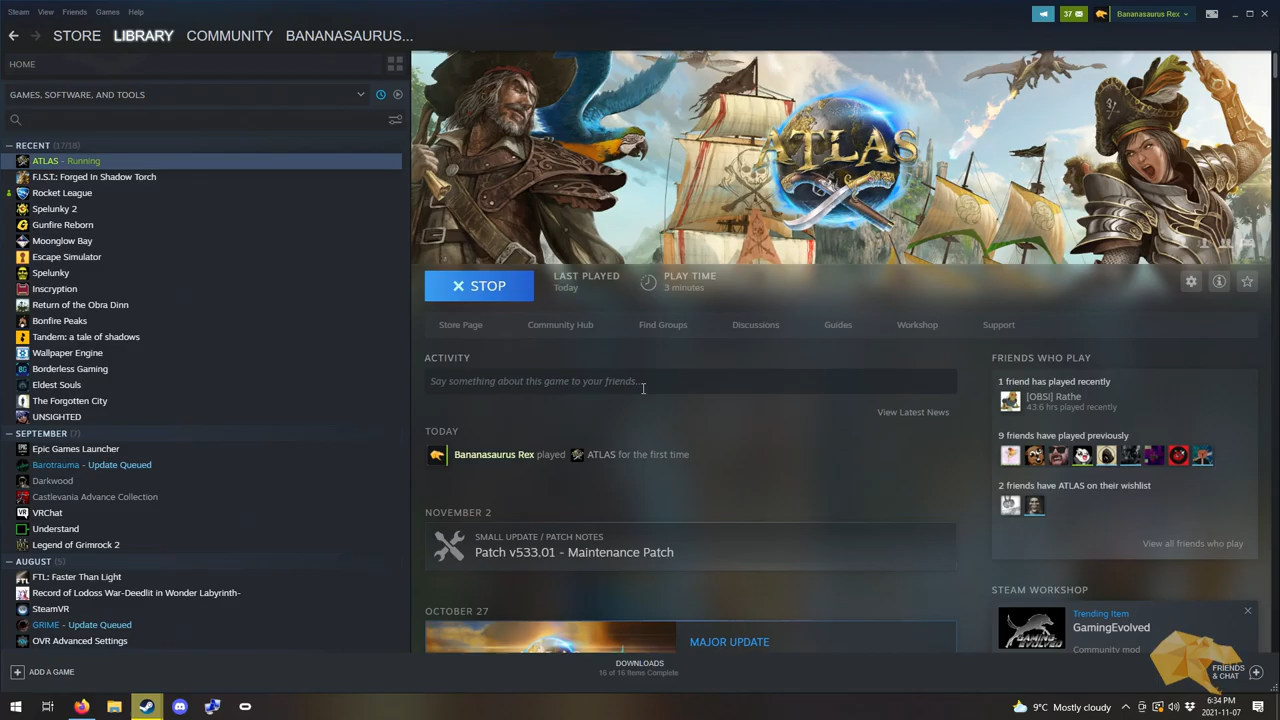 Steam View Friends Games Help
37
Bananasaurus Rex
STORE LIBRARY COMMUNITY BANANASAURUS...
HOME
GAMES, SOFTWARE, AND TOOLS
RECENT (17/16)
ATLAS - Running
F.I.S.T.: Forged In Shadow Torch
Rocket League
Spelunky 2
Gunfire Reborn
Moonglow Bay
Escape Simulator
Spelunky
Inscryption
Return of the Obra Dinn
Bonfire Peaks
Tandem: a tale of shadows
Wallpaper Engine
Borderless Gaming
Eldest Souls
The Forgotten City
UNSIGHTED
SEPTEMBER (7)
Epic Games Launcher
Barotrauma - Update Queued
Darkwood
Castlevania Advance Collection
VRChat
Understand
Legend of Grimrock 2
AUGUST (5)
FTL: Faster Than Light
Record of Lodoss War-Deedlit in Wonder Labyrinth-
SteamVR
GRIME - Update Queued
OVR Advanced Settings
ADD A GAME
ATLAS
STOP
LAST PLAYED
Today
PLAY TIME
3 minutes
Store Page Community Hub Find Groups Discussions Guides Workshop Support
ACTIVITY
Say something about this game to your friends...
View Latest News
TODAY
Bananasaurus Rex played ATLAS for the first time
NOVEMBER 2
SMALL UPDATE / PATCH NOTES
Patch v533.01 - Maintenance Patch
OCTOBER 27
MAJOR UPDATE
FRIENDS WHO PLAY
1 friend has played recently
[OBSI] Rathe
43.6 hrs played recently
9 friends have played previously
2 friends have ATLAS on their wishlist
View all friends who play
STEAM WORKSHOP
GAMING EVOLVED
Trending Item
GamingEvolved
Community mod
DOWNLOADS
16 of 16 Items Complete
FRIENDS
& CHAT
9°C Mostly cloudy
6:34 PM
2021-11-07